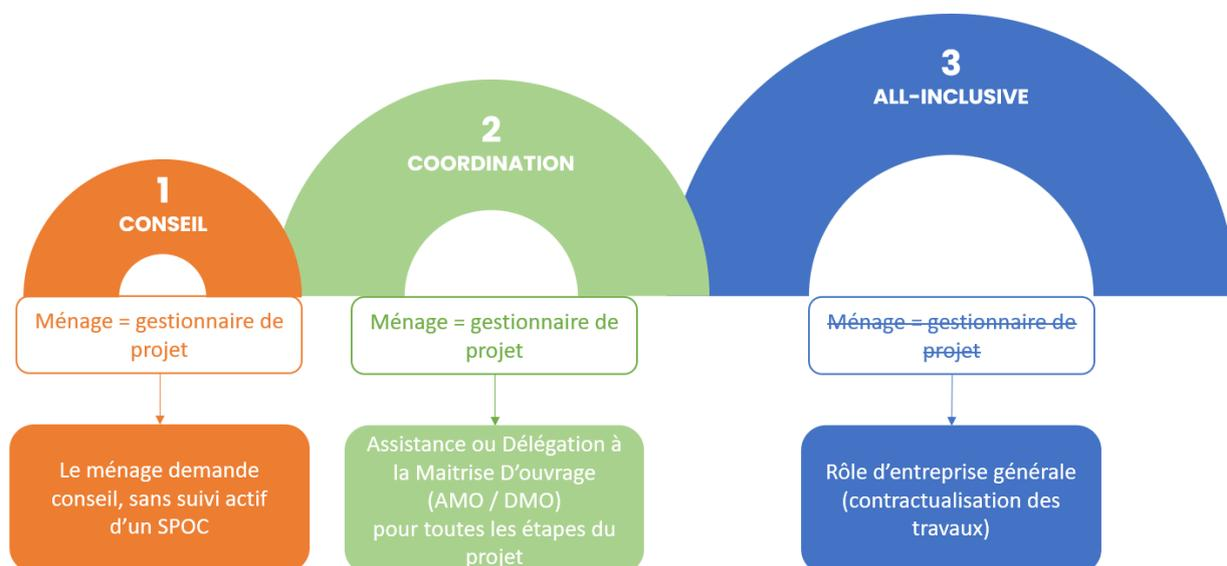 1
CONSEIL
Ménage = gestionnaire de
projet
Le ménage demande
conseil, sans suivi actif
d'un SPOC
2
COORDINATION
Ménage = gestionnaire de
projet
Assistance ou Délégation à
la Maitrise D'ouvrage
(AMO / DMO)
pour toutes les étapes du
projet
3
ALL-INCLUSIVE
Ménage = gestionnaire de
projet
Rôle d'entreprise générale
(contractualisation des
travaux)